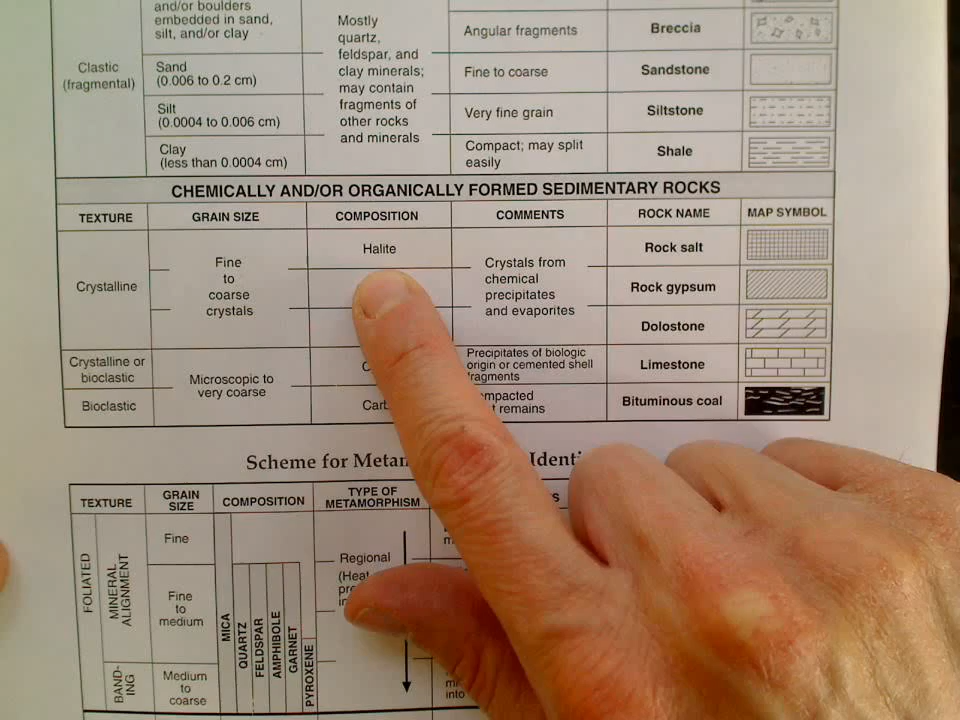 and/or boulders
embedded in sand,
silt, and/or clay
Clastic
(fragmental)
Mostly
quartz,
feldspar, and
clay minerals;
may contain
fragments of
other rocks
and minerals
Angular fragments
Breccia
Sand
(0.006 to 0.2 cm)
Fine to coarse
Sandstone
Silt
(0.0004 to 0.006 cm)
Very fine grain
Siltstone
Clay
(less than 0.0004 cm)
Compact; may split
easily
Shale
CHEMICALLY AND/OR ORGANICALLY FORMED SEDIMENTARY ROCKS
TEXTURE GRAIN SIZE COMPOSITION COMMENTS ROCK NAME MAP SYMBOL
Crystalline
Fine
to
coarse
crystals
Halite
Crystals from
chemical
precipitates
and evaporites
Rock salt
Rock gypsum
Dolostone
Crystalline or
bioclastic
Microscopic to
very coarse
Precipitates of biologic
origin or cemented shell
fragments
Limestone
Bioclastic
remains
Bituminous coal
Scheme for
TEXTURE
GRAIN
SIZE
COMPOSITION
TYPE OF
METAMORPHISM
FOLIATED
MINERAL
ALIGNMENT
BAND-
ING
Fine
Fine
to
medium
Medium
to
coarse
MICA
QUARTZ
FELDSPAR
AMPHIBOLE
GARNET
PYROXENE
Regional
into